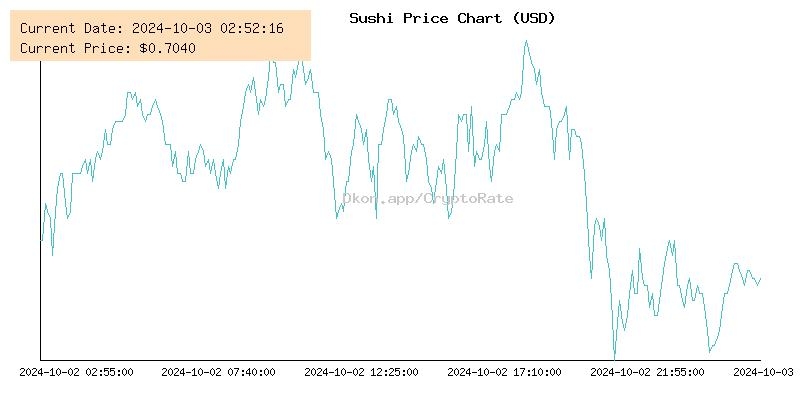 Sushi Price Chart (USD)
Current Date: 2024-10-03 02:52:16
Current Price: $0.7040
Dkon.app/CryptoRate
2024-10-02 02:55:00 2024-10-02 07:40:00 2024-10-02 12:25:00 2024-10-02 17:10:00 2024-10-02 21:55:00 2024-10-03